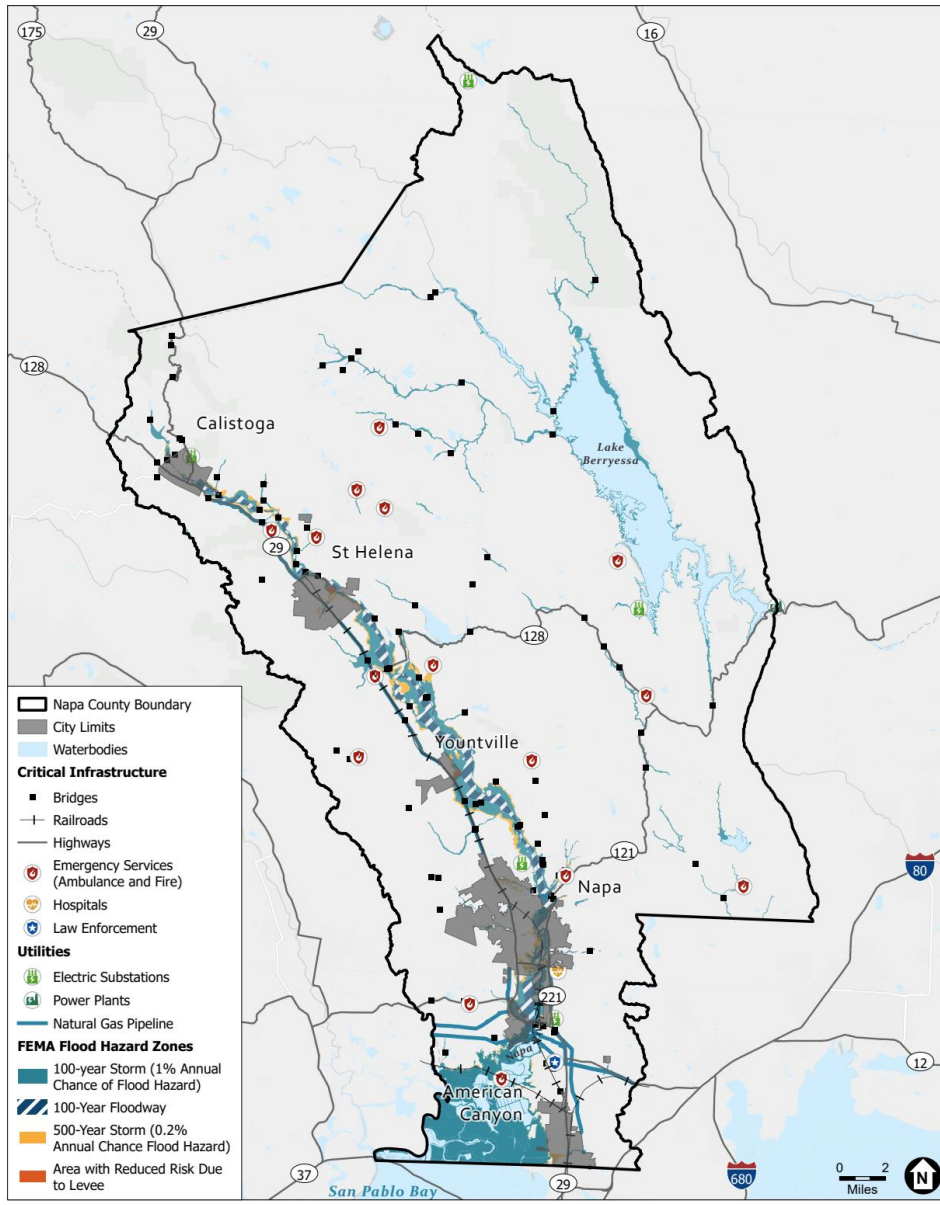 175
29
16
128
Calistoga
Lake
Berryessa
29
St Helena
128
Yountville
121
80
Napa
221
Napa
12
American
Canyon
37
San Pablo Bay
29
680
0 2
Miles
N
Napa County Boundary
City Limits
Waterbodies
Critical Infrastructure
Bridges
Railroads
Highways
Emergency Services
(Ambulance and Fire)
Hospitals
Law Enforcement
Utilities
Electric Substations
Power Plants
Natural Gas Pipeline
FEMA Flood Hazard Zones
100-year Storm (1% Annual
Chance of Flood Hazard)
100-Year Floodway
500-Year Storm (0.2%
Annual Chance Flood Hazard)
Area with Reduced Risk Due
to Levee